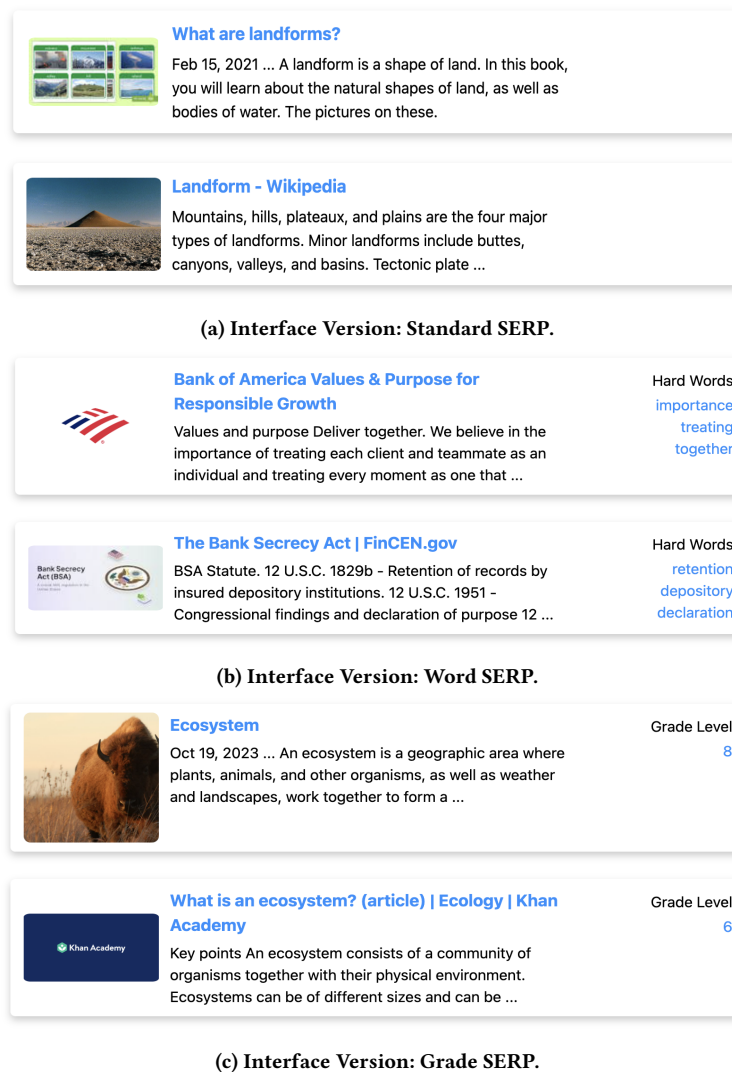 What are landforms?
Feb 15, 2021 ... A landform is a shape of land. In this book,
you will learn about the natural shapes of land, as well as
bodies of water. The pictures on these.
Landform - Wikipedia
Mountains, hills, plateaux, and plains are the four major
types of landforms. Minor landforms include buttes,
canyons, valleys, and basins. Tectonic plate ...
(a) Interface Version: Standard SERP.
Bank of America Values & Purpose for
Responsible Growth
Values and purpose Deliver together. We believe in the
importance of treating each client and teammate as an
individual and treating every moment as one that ...
Hard Words
importance
treating
together
Bank Secrecy
Act (BSA)
The Bank Secrecy Act | FinCEN.gov
BSA Statute. 12 U.S.C. 1829b - Retention of records by
insured depository institutions. 12 U.S.C. 1951 -
Congressional findings and declaration of purpose 12 ...
Hard Words
retention
depository
declaration
(b) Interface Version: Word SERP.
Ecosystem
Oct 19, 2023 ... An ecosystem is a geographic area where
plants, animals, and other organisms, as well as weather
and landscapes, work together to form a ...
Grade Level
8
Khan Academy
What is an ecosystem? (article) | Ecology | Khan
Academy
Key points An ecosystem consists of a community of
organisms together with their physical environment.
Ecosystems can be of different sizes and can be ...
Grade Level
6
(c) Interface Version: Grade SERP.